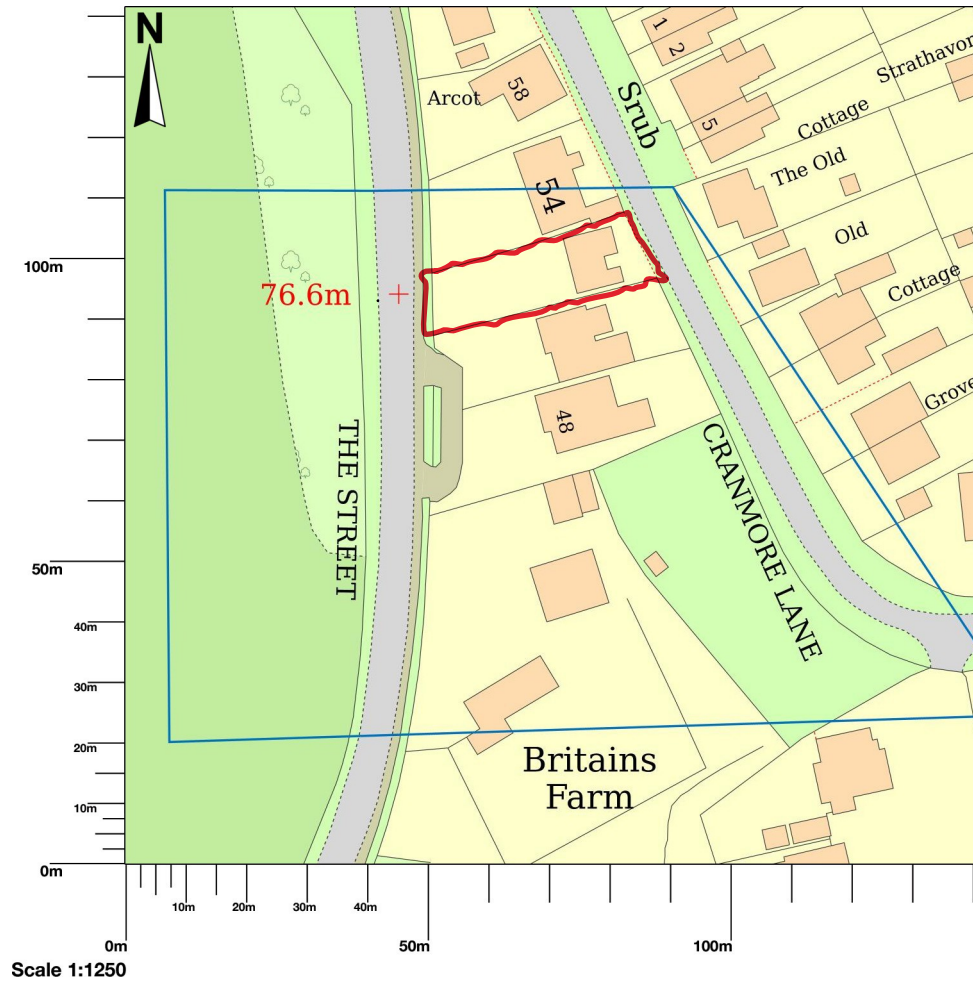 N
1
2
Strathavon
58
Arcot
Srub
5
Cottage
The Old
54
Old
100m
76.6m
Cottage
Grove
48
THE STREET
CRANMORE LANE
50m
40m
30m
20m
Britains
Farm
10m
0m
10m
20m
30m
40m
0m
50m
100m
Scale 1:1250